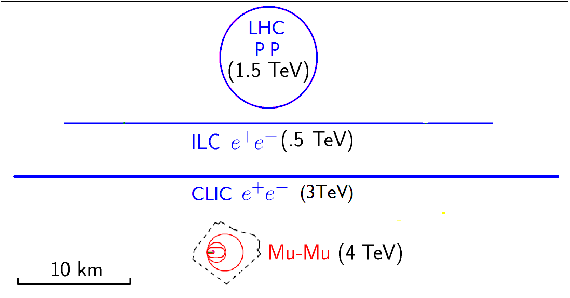 LHC
P P
(1.5 TeV)
ILC e⁺e⁻(.5 TeV)
CLIC e⁺e⁻ (3TeV)
Mu-Mu (4 TeV)
10 km